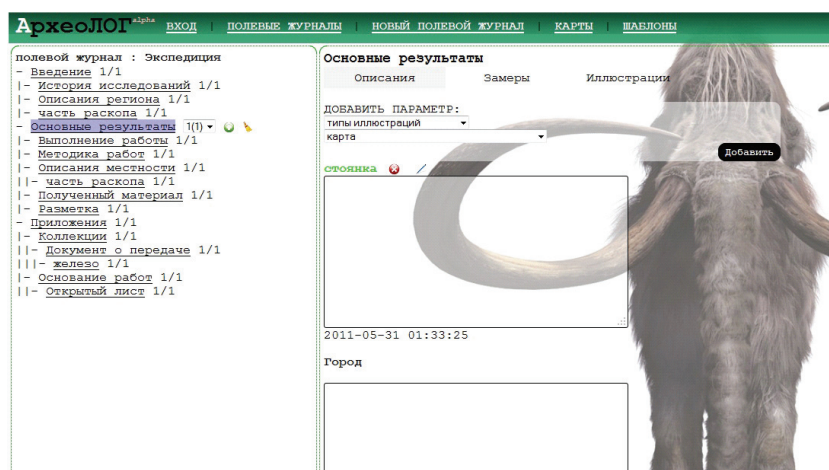 АрхеоЛОГ alpha ВХОД | ПОЛЕВЫЕ ЖУРНАЛЫ | НОВЫЙ ПОЛЕВОЙ ЖУРНАЛ | КАРТЫ | ШАБЛОНЫ
полевой журнал : Экспедиция
- Введение 1/1
|- История исследований 1/1
|- Описания региона 1/1
|- часть раскопа 1/1
- Основные результаты 1(1)
|- Выполнение работы 1/1
|- Методика работ 1/1
|- Описания местности 1/1
||- часть раскопа 1/1
|- Полученный материал 1/1
|- Разметка 1/1
- Приложения 1/1
|- Коллекции 1/1
||- Документ о передаче 1/1
|||- железо 1/1
|- Основание работ 1/1
||- Открытый лист 1/1
Основные результаты
Описания Замеры Иллюстрации
ДОБАВИТЬ ПАРАМЕТР:
типы иллюстраций
карта
Добавить
стоянка
2011-05-31 01:33:25
Город